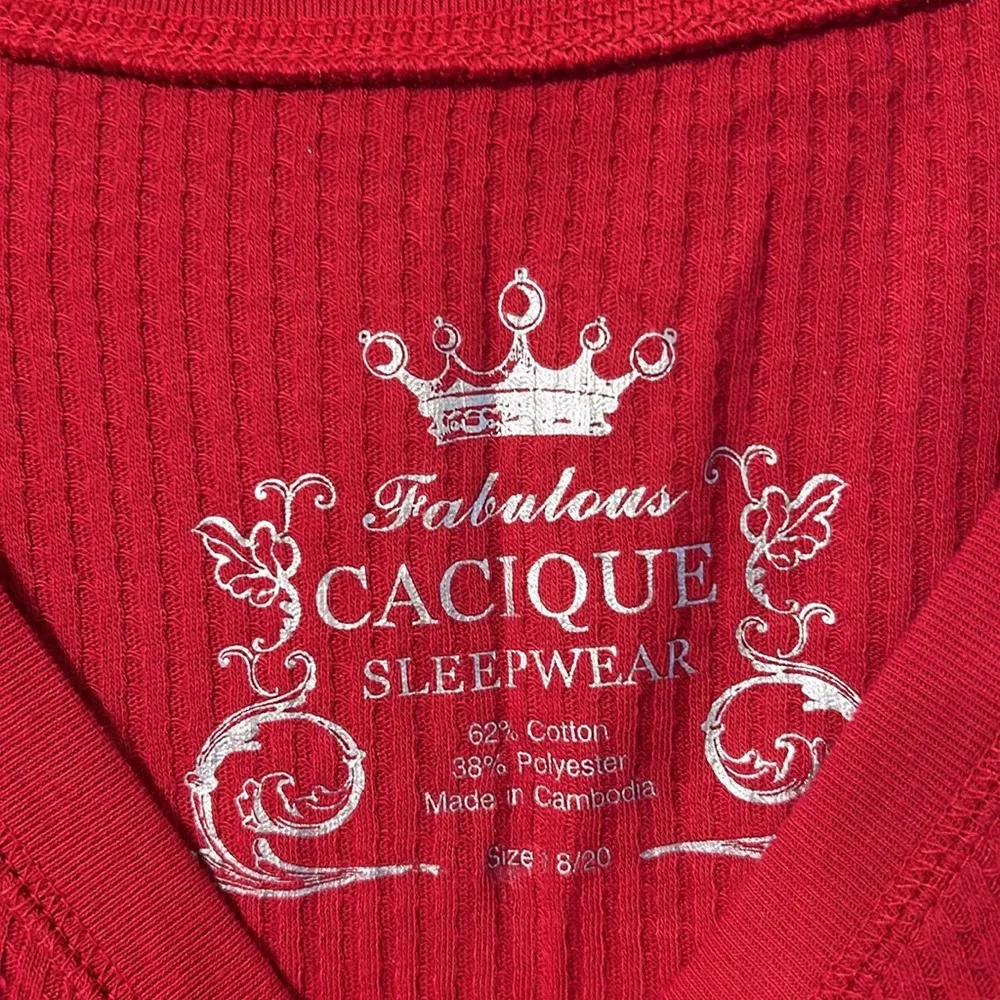 Fabulous
CACIQUE
SLEEPWEAR
62% Cotton
38% Polyester
Made in Cambodia
Size 18/20